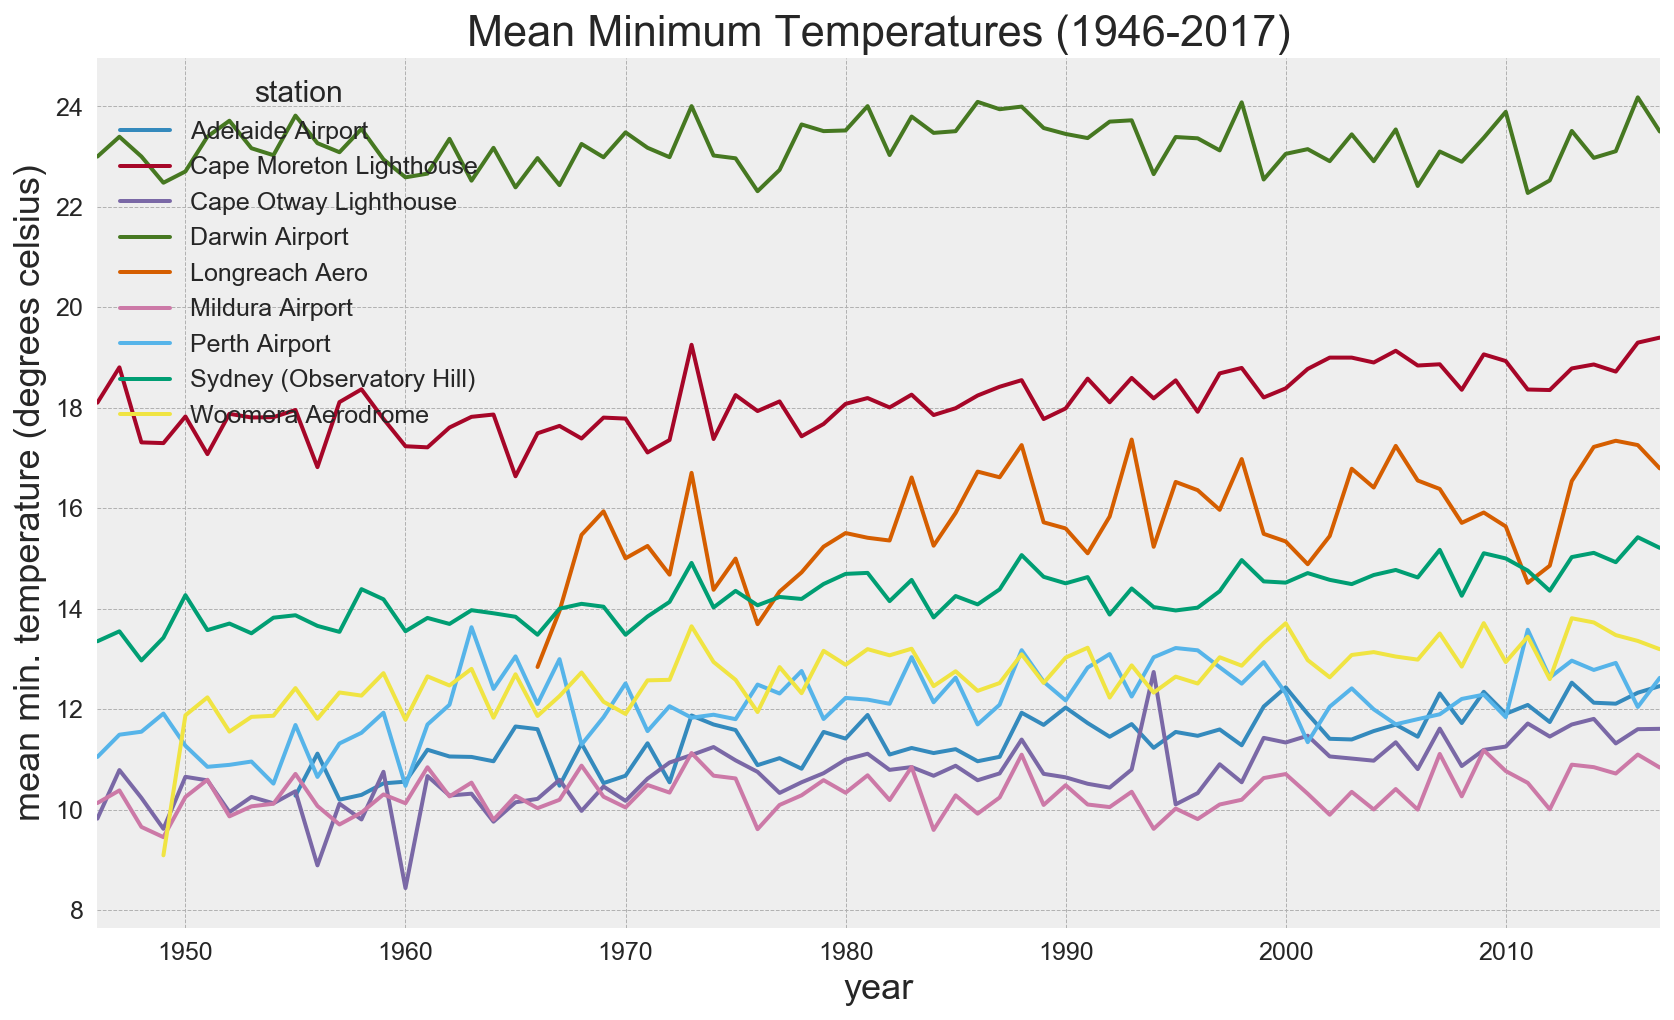 Mean Minimum Temperatures (1946-2017)
station
Adelaide Airport
Cape Moreton Lighthouse
Cape Otway Lighthouse
Darwin Airport
Longreach Aero
Mildura Airport
Perth Airport
Sydney (Observatory Hill)
Woomera Aerodrome
mean min. temperature (degrees celsius)
24
22
20
18
16
14
12
10
8
1950 1960 1970 1980 1990 2000 2010
year